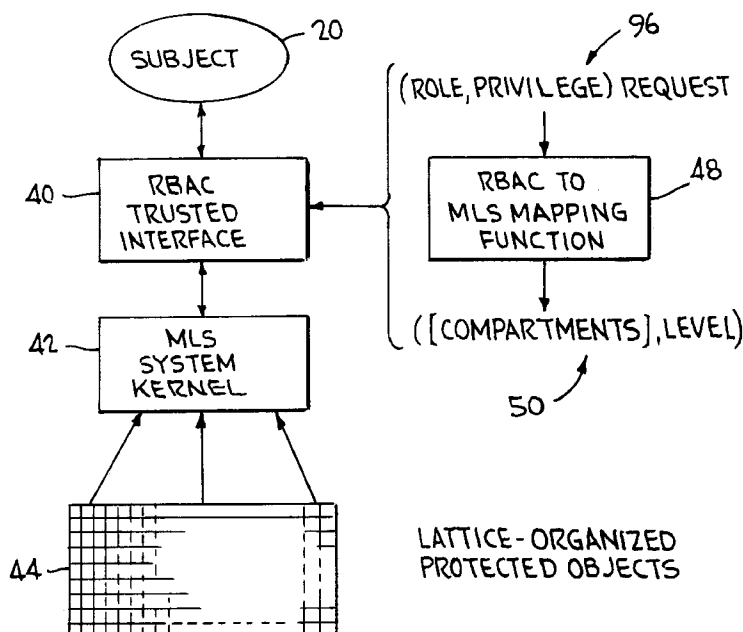 20
SUBJECT
96
(ROLE, PRIVILEGE) REQUEST
40
RBAC
TRUSTED
INTERFACE
RBAC TO
MLS MAPPING
FUNCTION
48
42
MLS
SYSTEM
KERNEL
([COMPARTMENTS], LEVEL)
50
44
LATTICE-ORGANIZED
PROTECTED OBJECTS